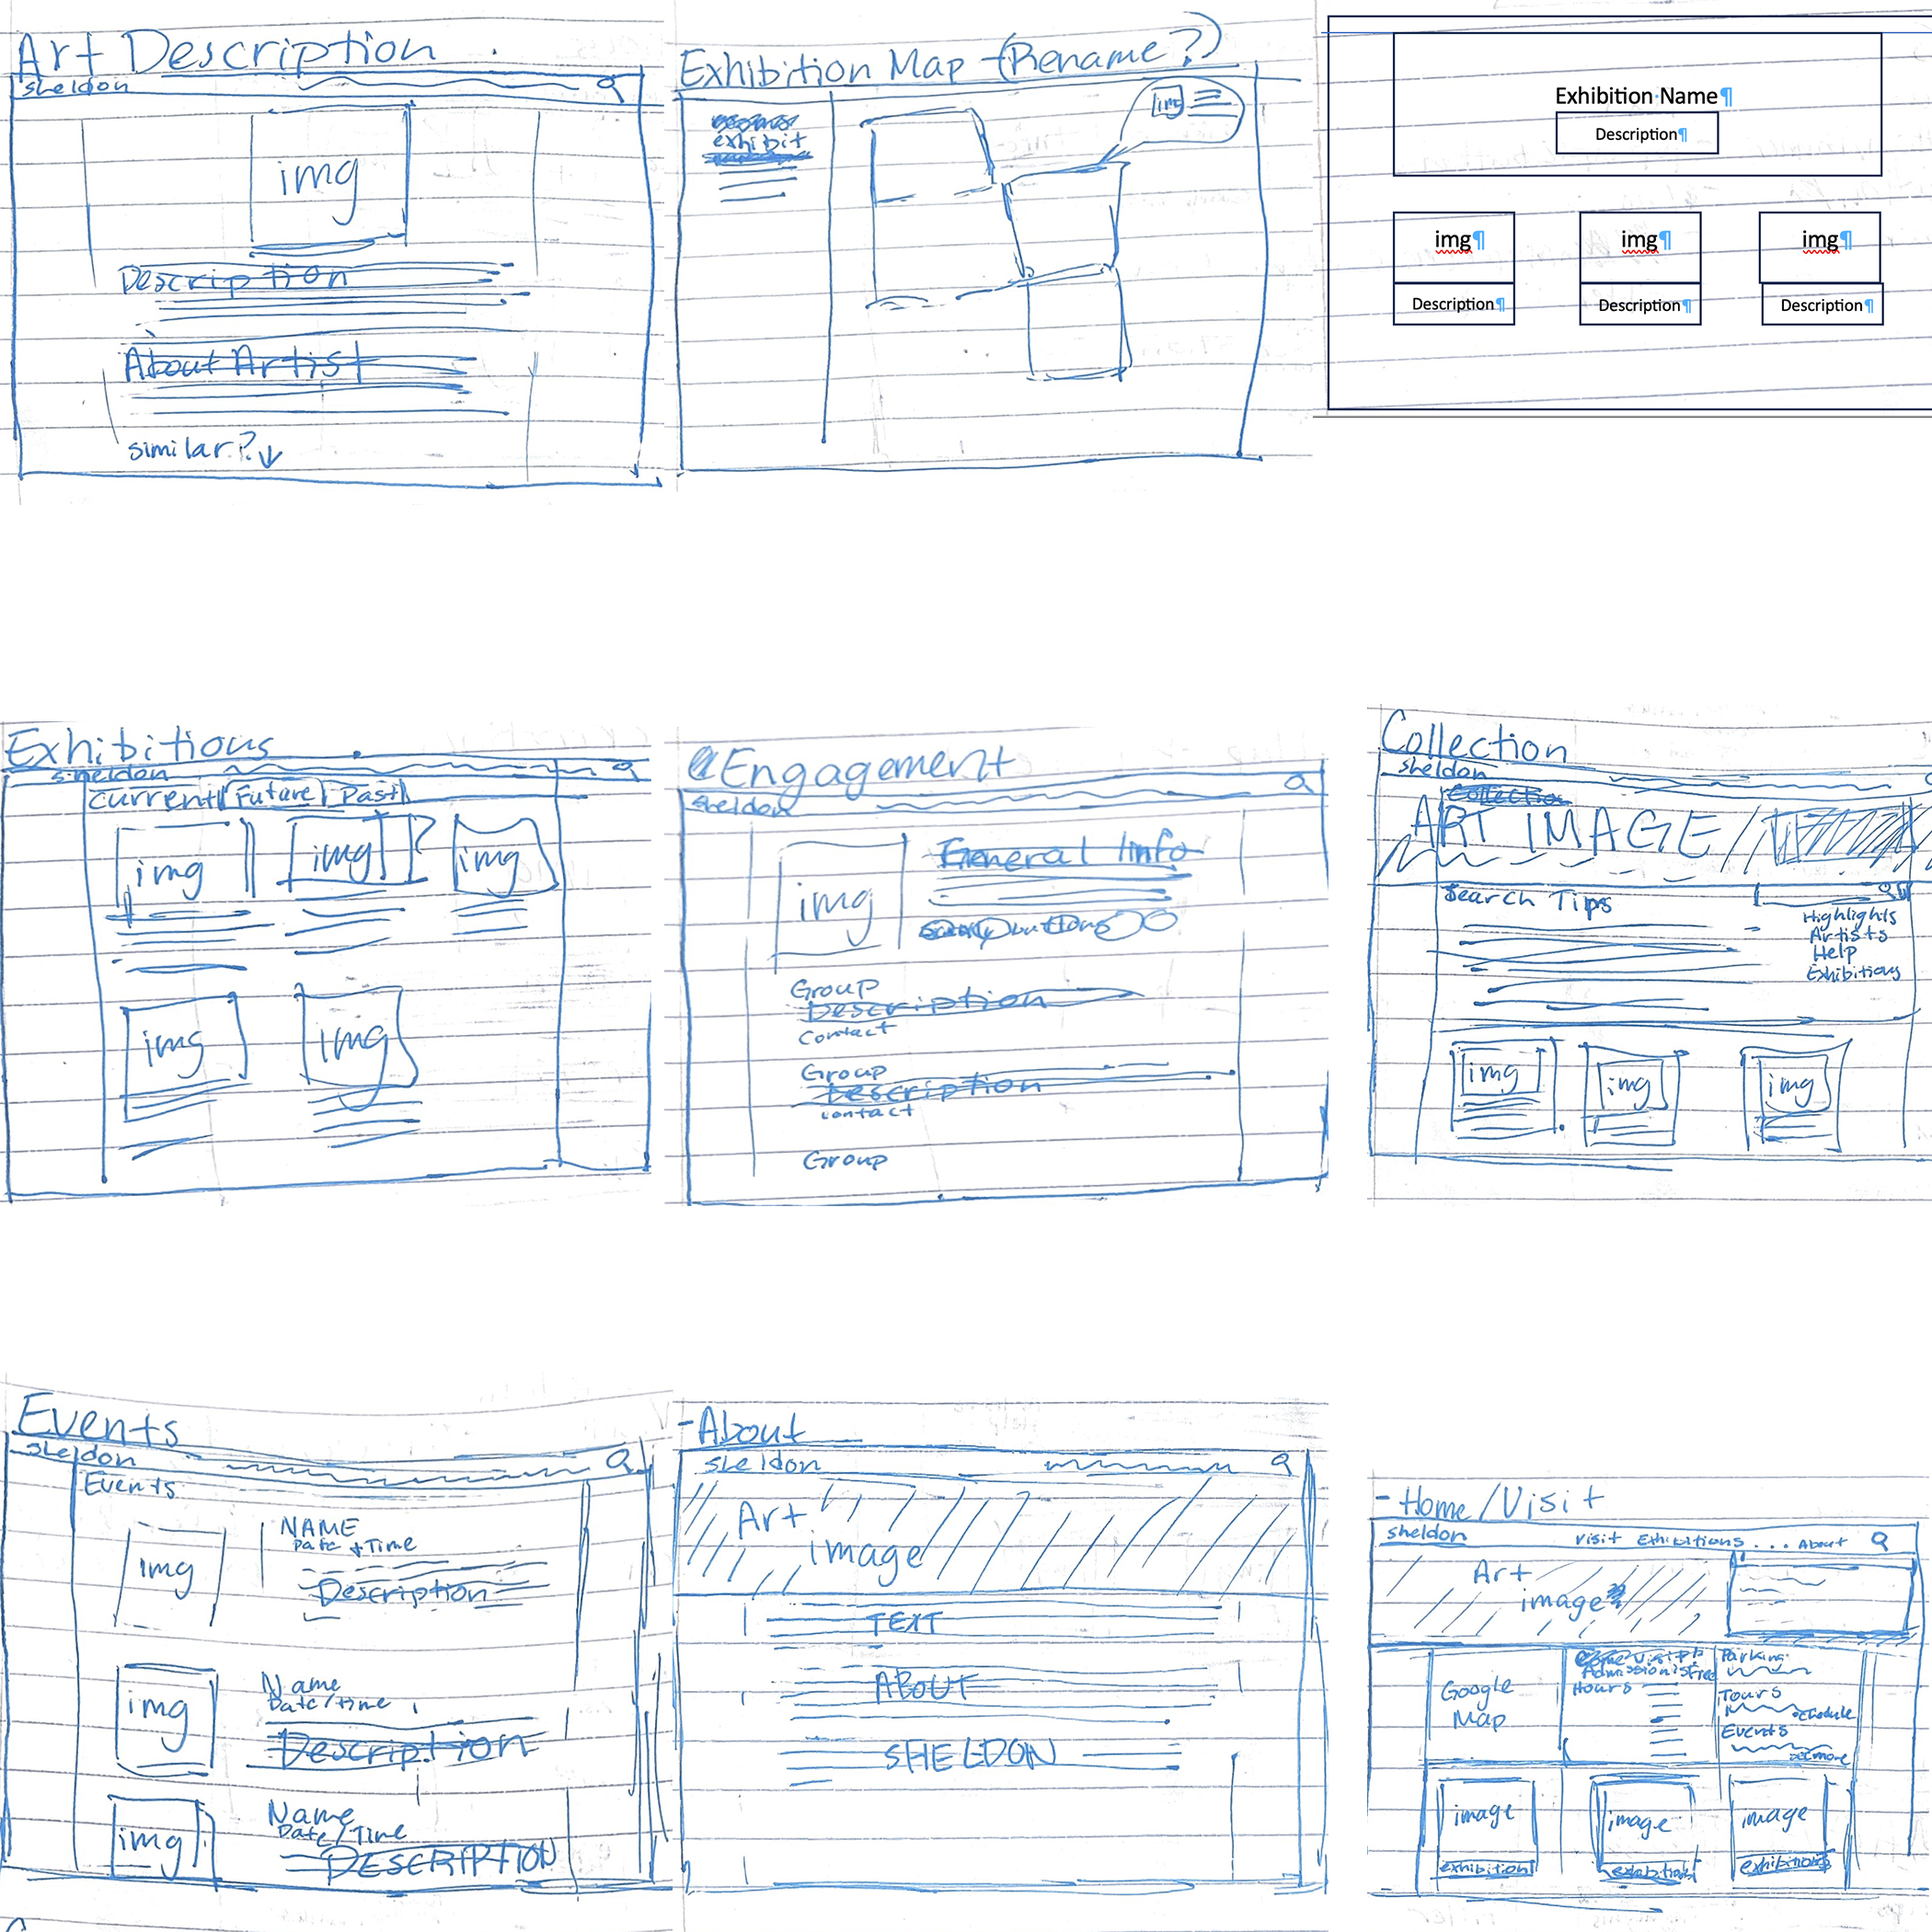 Art Description
sheldon
img
Description
About Artist
similar? ↓
Exhibition Map - (Rename?)
exhibit
img
Exhibition Name¶
Description¶
img¶
img¶
img¶
Description¶
Description¶
Description¶
Exhibitions
sheldon
Current Future Past
img
img
img
img
img
Engagement
sheldon
General Info
img
buttons
Group
Description
Contact
Group
Description
contact
Group
Collection
sheldon
Collection
ART IMAGE
Search Tips
Highlights
Artists
Help
Exhibitions
img
img
img
Events
sheldon
Events
img
NAME
Date + Time
Description
img
Name
Date/time
Description
img
Name
Date/Time
DESCRIPTION
- About
sheldon
Art
image
TEXT
ABOUT
SHELDON
- Home/Visit
sheldon
Visit Exhibitions... About
Art
image
Google
Map
Admission is free
Hours
Parking
Tours
schedule
Events
see more
image
image
image
exhibition
exhibition
exhibition